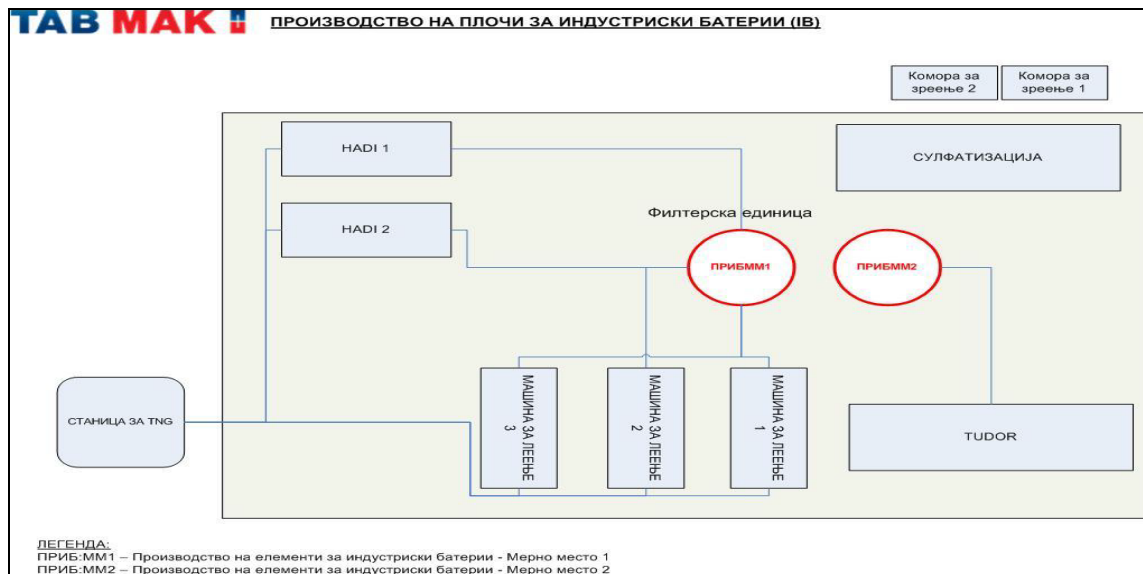 TAB MAK
ПРОИЗВОДСТВО НА ПЛОЧИ ЗА ИНДУСТРИСКИ БАТЕРИИ (IB)
Комора за
зреење 2
Комора за
зреење 1
HADI 1
СУЛФАТИЗАЦИЈА
HADI 2
Филтерска единица
ПРИБММ1
ПРИБММ2
СТАНИЦА ЗА TNG
МАШИНА ЗА ЛЕЕЊЕ
3
МАШИНА ЗА ЛЕЕЊЕ
2
МАШИНА ЗА ЛЕЕЊЕ
1
TUDOR
ЛЕГЕНДА:
ПРИБ:ММ1 – Производство на елементи за индустриски батерии - Мерно место 1
ПРИБ:ММ2 – Производство на елементи за индустриски батерии - Мерно место 2